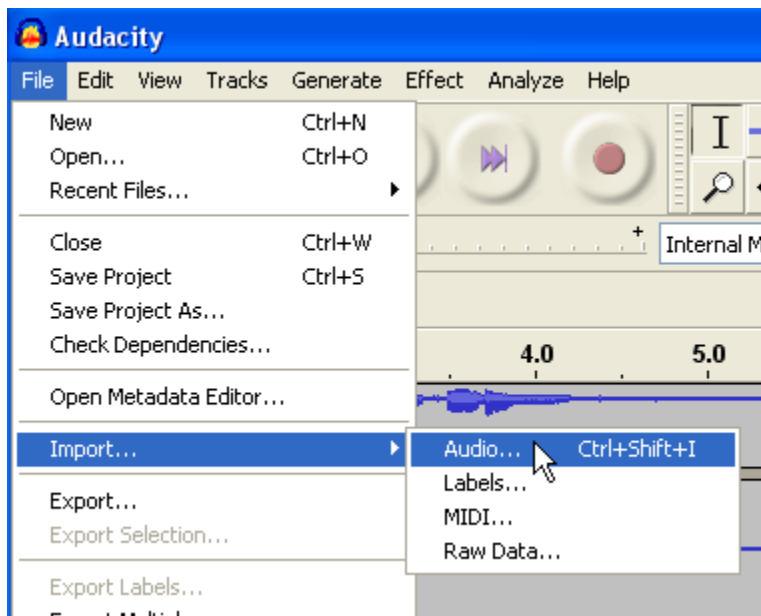 Audacity
File Edit View Tracks Generate Effect Analyze Help
New Ctrl+N
Open... Ctrl+O
Recent Files...
Close Ctrl+W
Save Project Ctrl+S
Save Project As...
Check Dependencies...
Open Metadata Editor...
Import...
Audio... Ctrl+Shift+I
Labels...
MIDI...
Raw Data...
Export...
Export Selection...
Export Labels...
Internal M
4.0 5.0